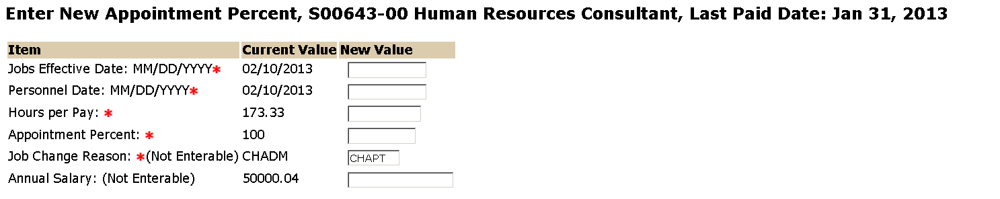 Enter New Appointment Percent, S00643-00 Human Resources Consultant, Last Paid Date: Jan 31, 2013
Item Current Value New Value
Jobs Effective Date: MM/DD/YYYY* 02/10/2013
Personnel Date: MM/DD/YYYY* 02/10/2013
Hours per Pay: * 173.33
Appointment Percent: * 100
Job Change Reason: *(Not Enterable) CHADM CHAPT
Annual Salary: (Not Enterable) 50000.04